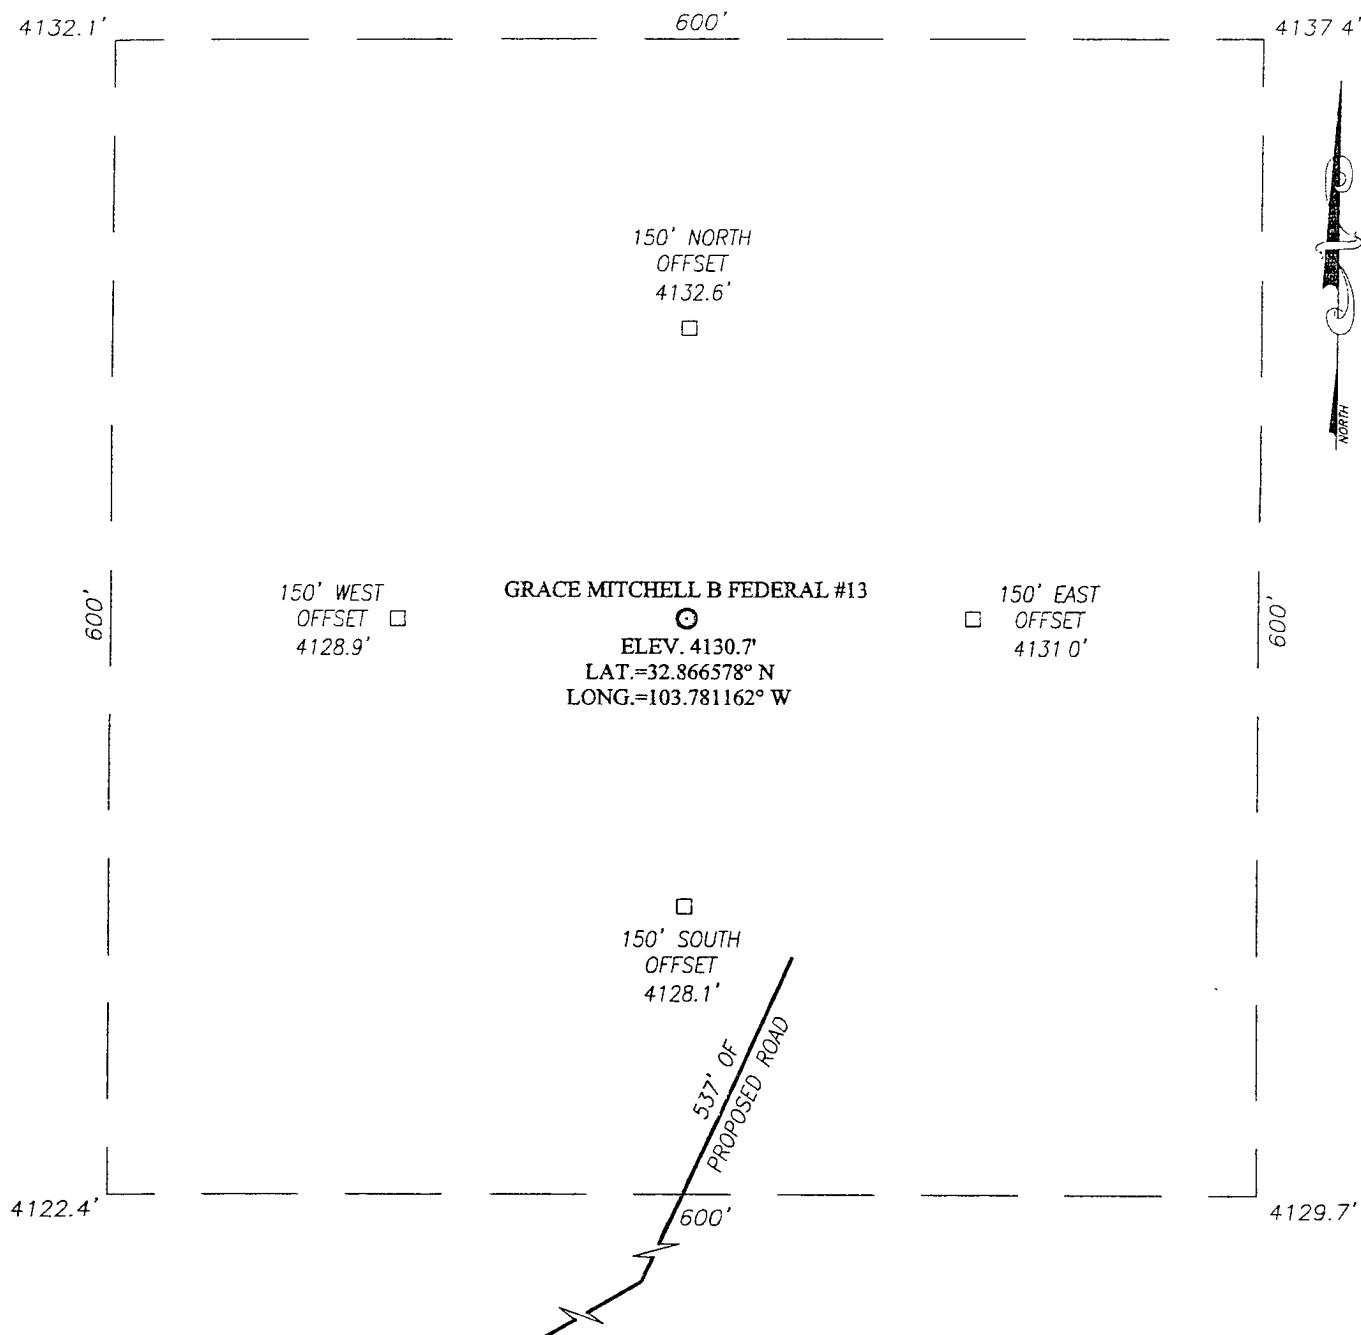 4132.1'
600'
4137 4'
150' NORTH
OFFSET
4132.6'
NORTH
600'
150' WEST
OFFSET
4128.9'
GRACE MITCHELL B FEDERAL #13
ELEV. 4130.7'
LAT.=32.866578° N
LONG.=103.781162° W
150' EAST
OFFSET
4131 0'
600'
150' SOUTH
OFFSET
4128.1'
537' OF
PROPOSED ROAD
4122.4'
600'
4129.7'